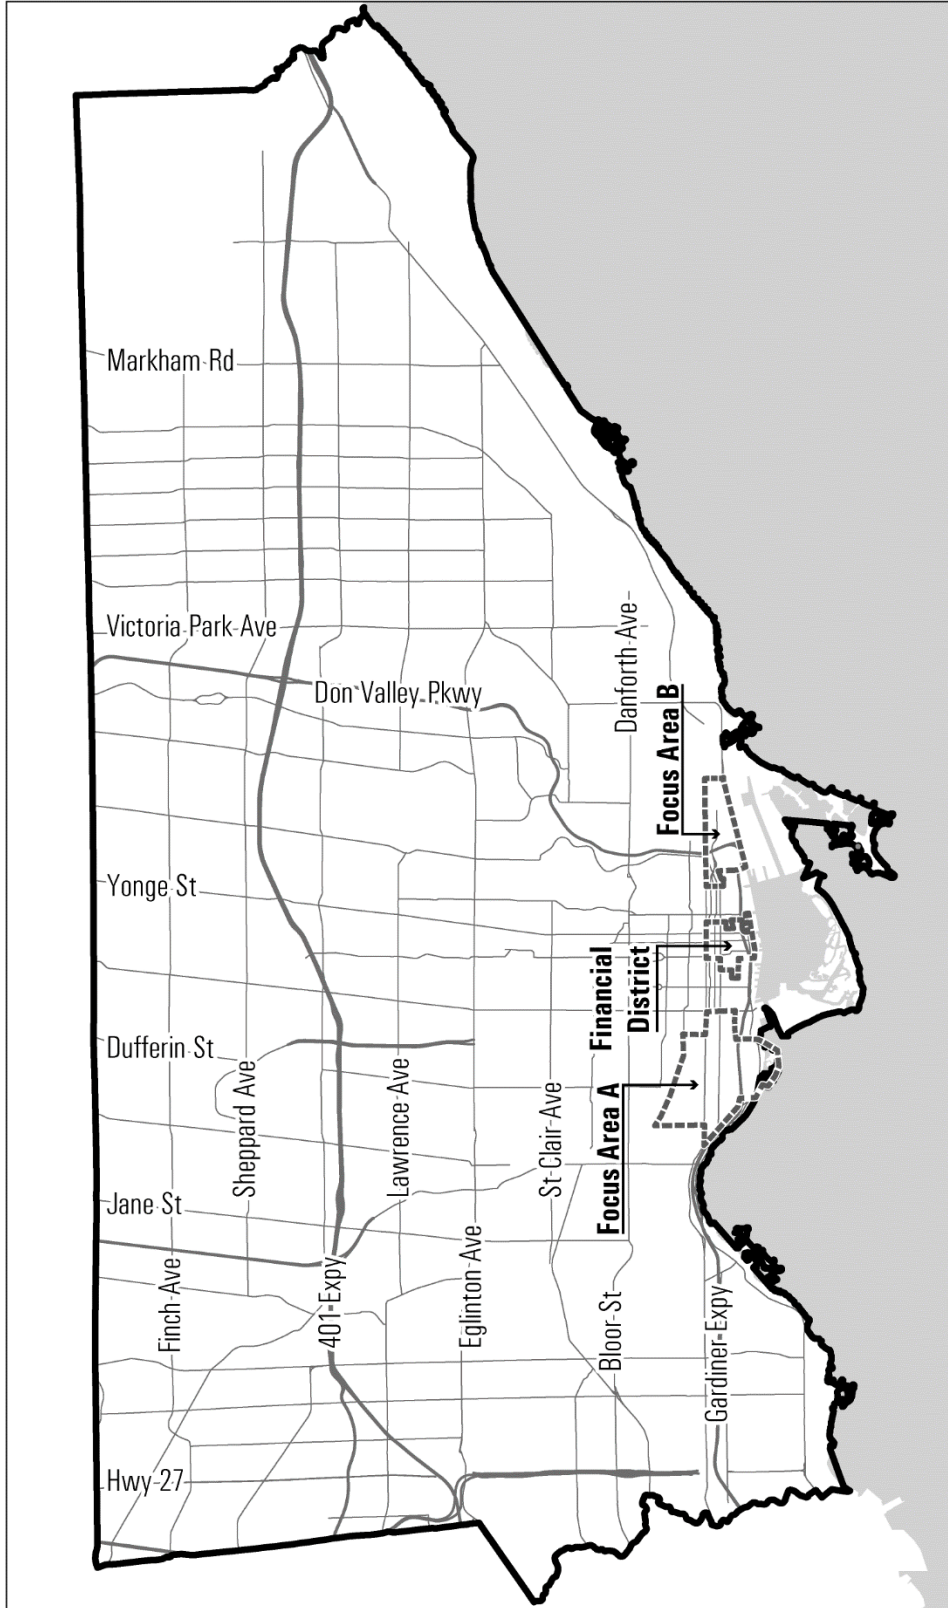 Markham Rd
Victoria Park Ave
Don Valley Pkwy
Danforth Ave
Focus Area B
Yonge St
Financial
District
Dufferin St
Sheppard Ave
Lawrence Ave
St Clair Ave
Focus Area A
Jane St
Finch Ave
401 Expy
Eglinton Ave
Bloor St
Gardiner Expy
Hwy 27